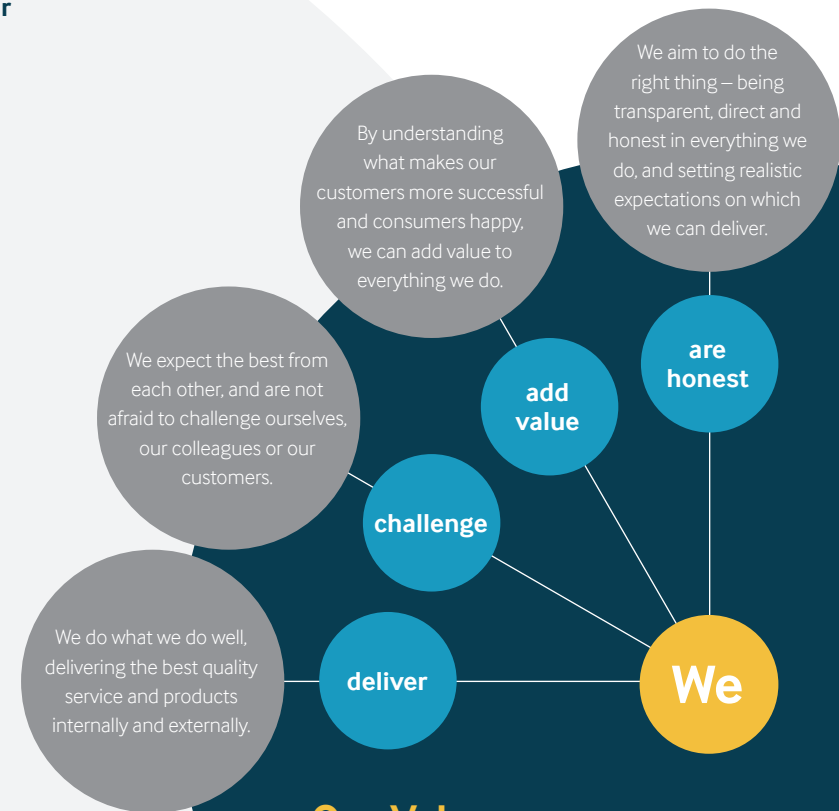 r
We aim to do the
right thing – being
transparent, direct and
honest in everything we
do, and setting realistic
expectations on which
we can deliver.
By understanding
what makes our
customers more successful
and consumers happy,
we can add value to
everything we do.
are
honest
add
value
We expect the best from
each other, and are not
afraid to challenge ourselves,
our colleagues or our
customers.
challenge
We do what we do well,
delivering the best quality
service and products
internally and externally.
deliver
We